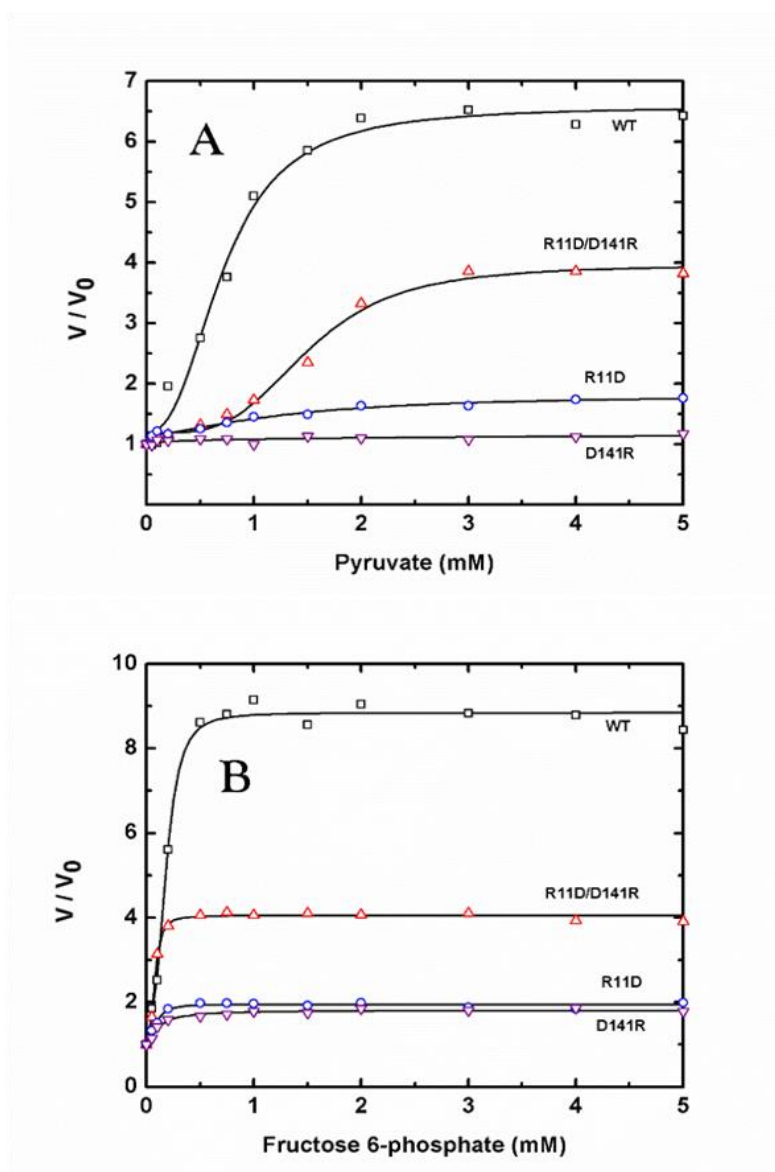 7
A
6
WT
5
R11D/D141R
4
V / V0
3
R11D
2
1
D141R
0 1 2 3 4 5
Pyruvate (mM)
10
WT
8
B
6
V / V0
R11D/D141R
4
R11D
2
D141R
0
0 1 2 3 4 5
Fructose 6-phosphate (mM)